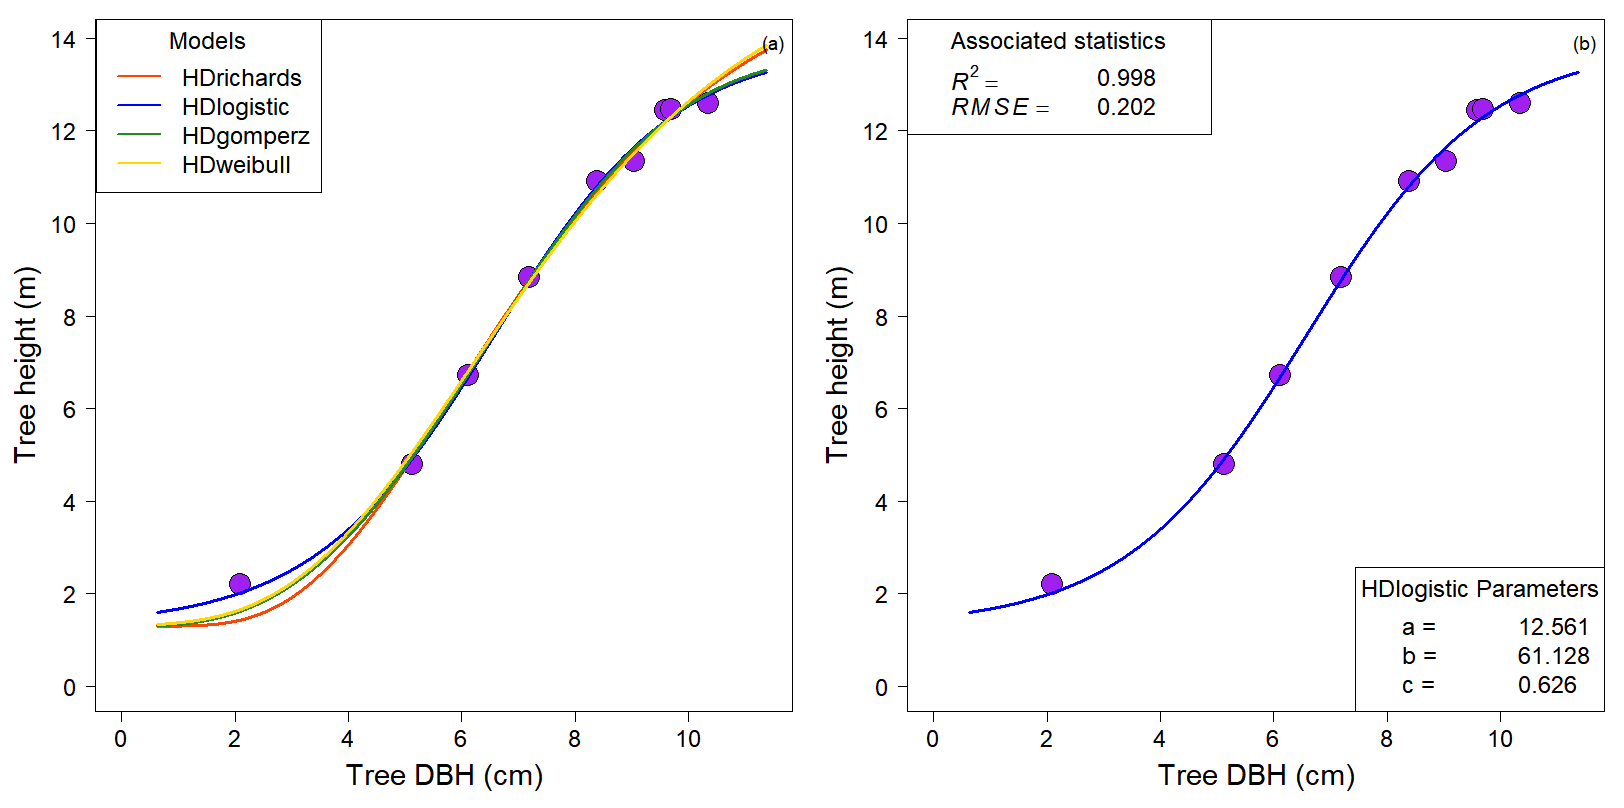 Models
HDrichards
HDlogistic
HDgomperz
HDweibull
(a)
14
12
10
8
6
4
2
0
Tree height (m)
0 2 4 6 8 10
Tree DBH (cm)
Associated statistics
R² = 0.998
RMSE = 0.202
(b)
14
12
10
8
6
4
2
0
Tree height (m)
HDlogistic Parameters
a = 12.561
b = 61.128
c = 0.626
0 2 4 6 8 10
Tree DBH (cm)